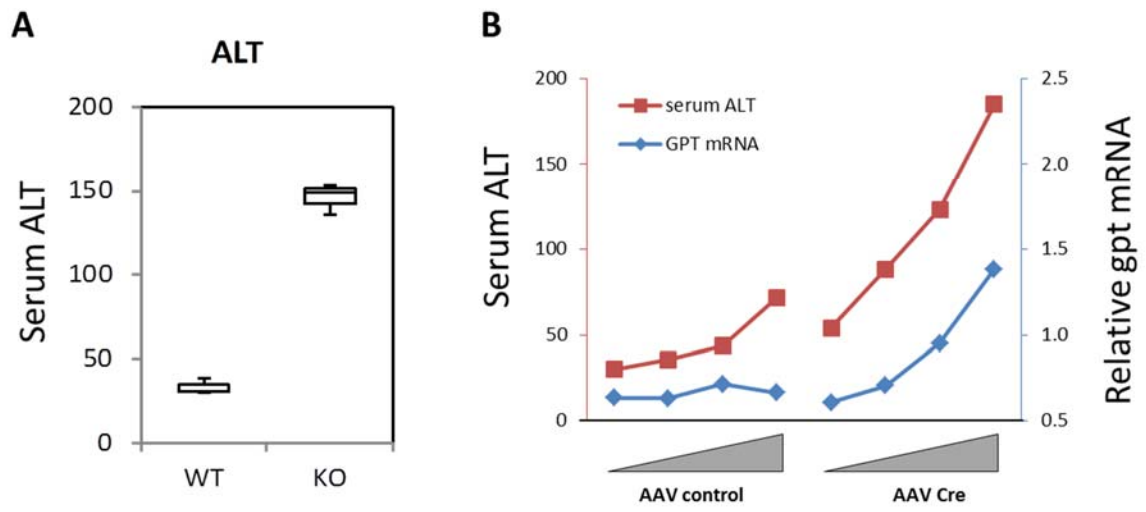 A
ALT
Serum ALT
200
150
100
50
0
WT
KO
B
Serum ALT
200
150
100
50
0
serum ALT
GPT mRNA
2.5
2.0
1.5
1.0
0.5
Relative gpt mRNA
AAV control
AAV Cre